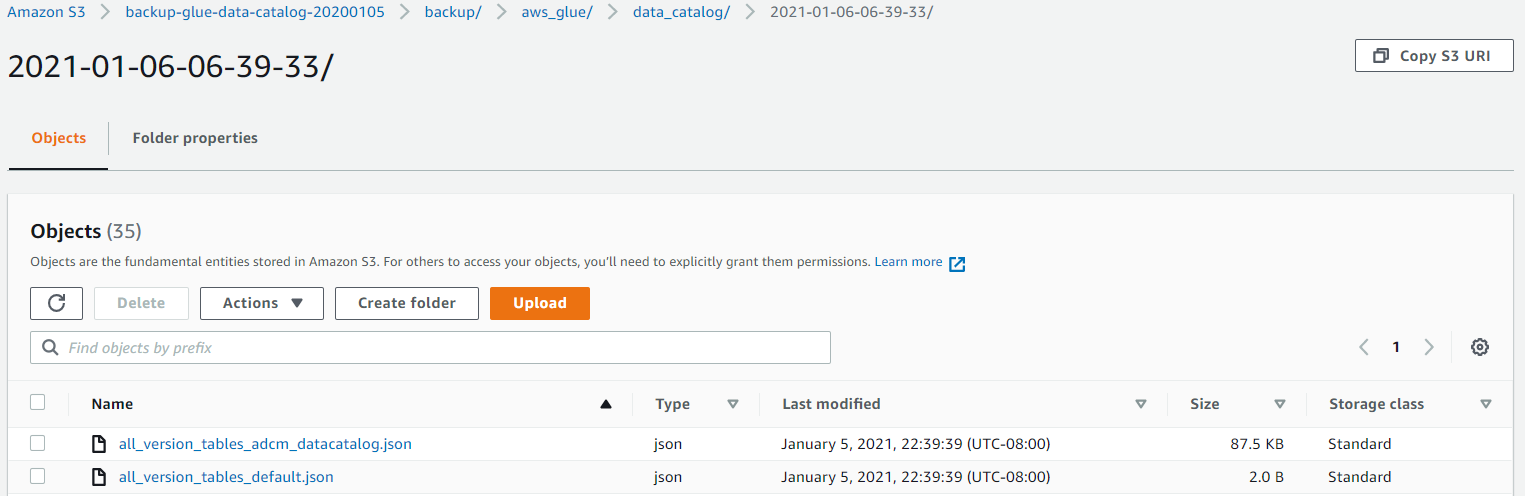 Amazon S3 > backup-glue-data-catalog-20200105 > backup/ > aws_glue/ > data_catalog/ > 2021-01-06-06-39-33/
2021-01-06-06-39-33/
Copy S3 URI
Objects Folder properties
Objects (35)
Objects are the fundamental entities stored in Amazon S3. For others to access your objects, you'll need to explicitly grant them permissions. Learn more
Delete Actions Create folder Upload
Find objects by prefix
1
Name Type Last modified Size Storage class
all_version_tables_adcm_datacatalog.json json January 5, 2021, 22:39:39 (UTC-08:00) 87.5 KB Standard
all_version_tables_default.json json January 5, 2021, 22:39:39 (UTC-08:00) 2.0 B Standard